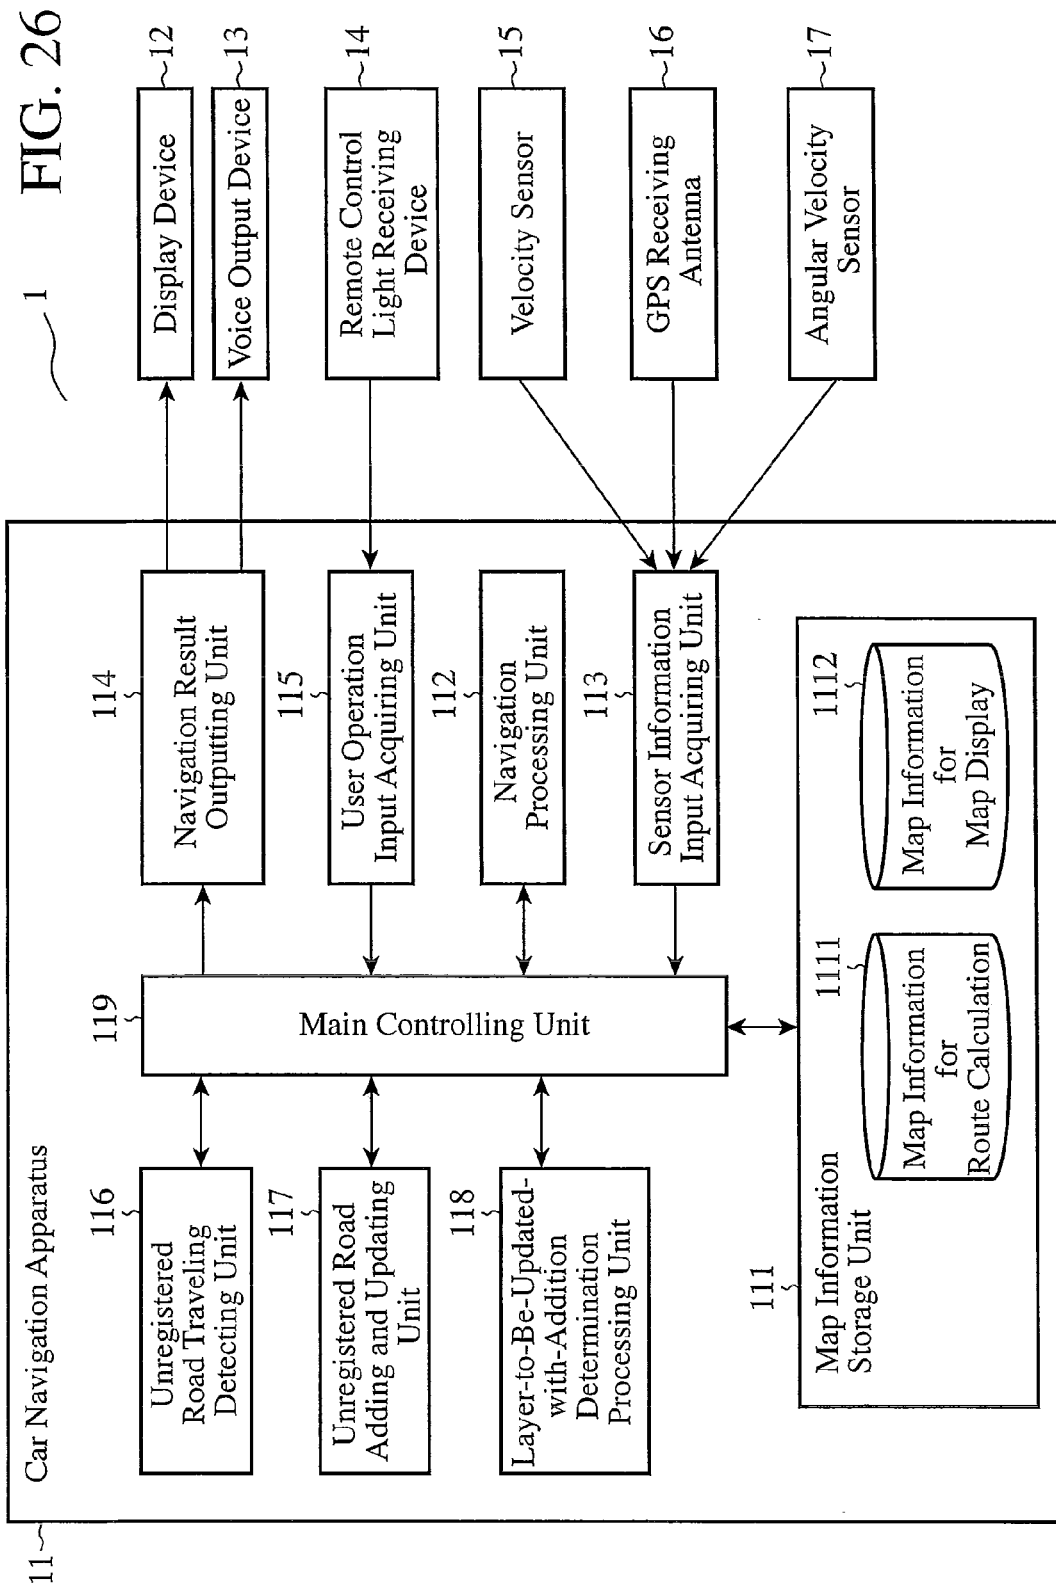 FIG. 26
1
11
Car Navigation Apparatus
116
Unregistered
Road Traveling
Detecting Unit
117
Unregistered Road
Adding and Updating
Unit
118
Layer-to-Be-Updated-
with-Addition
Determination
Processing Unit
119
Main Controlling Unit
114
Navigation Result
Outputting Unit
115
User Operation
Input Acquiring Unit
112
Navigation
Processing Unit
113
Sensor Information
Input Acquiring Unit
111
Map Information
Storage Unit
1111
Map Information
for
Route Calculation
1112
Map Information
for
Map Display
Display Device
12
Voice Output Device
13
Remote Control
Light Receiving
Device
14
Velocity Sensor
15
GPS Receiving
Antenna
16
Angular Velocity
Sensor
17